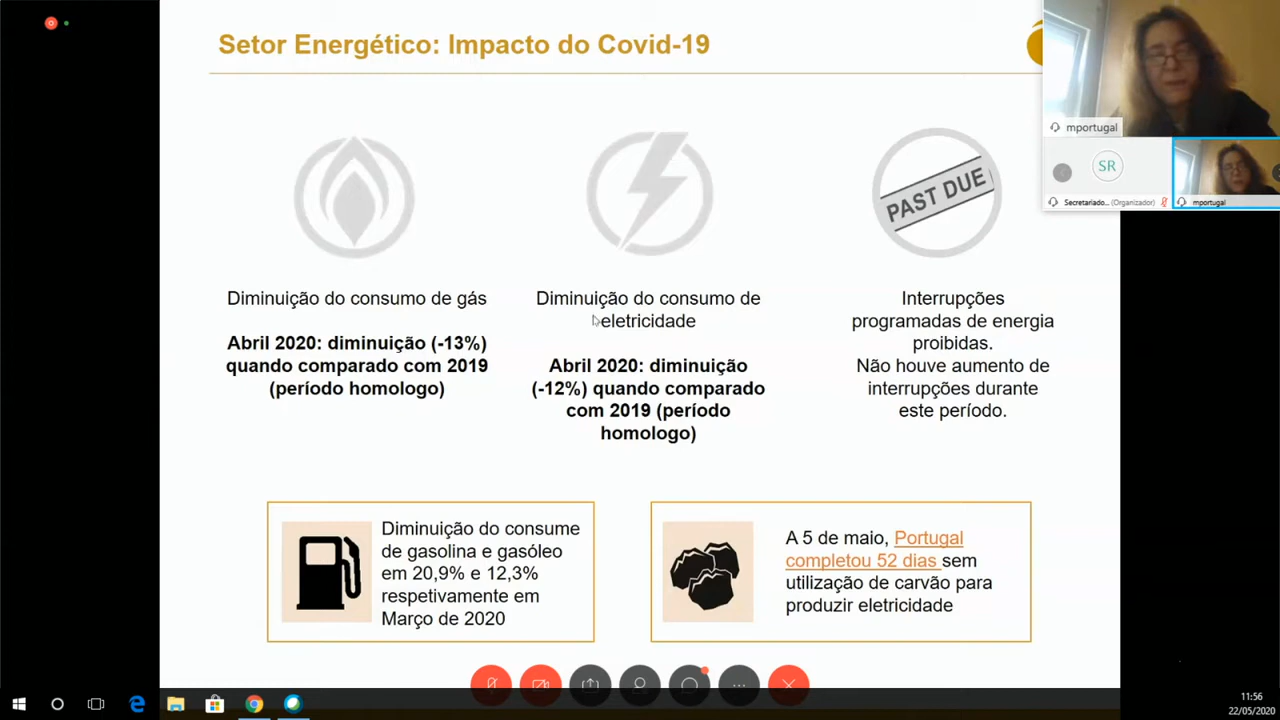 Setor Energético: Impacto do Covid-19
mportugal
SR
Secretariado... (Organizador)
mportugal
PAST DUE
Diminuição do consumo de gás
Abril 2020: diminuição (-13%)
quando comparado com 2019
(período homologo)
Diminuição do consumo de
eletricidade
Abril 2020: diminuição
(-12%) quando comparado
com 2019 (período
homologo)
Interrupções
programadas de energia
proibidas.
Não houve aumento de
interrupções durante
este período.
Diminuição do consume
de gasolina e gasóleo
em 20,9% e 12,3%
respetivamente em
Março de 2020
A 5 de maio, Portugal
completou 52 dias sem
utilização de carvão para
produzir eletricidade
11:56
22/05/2020